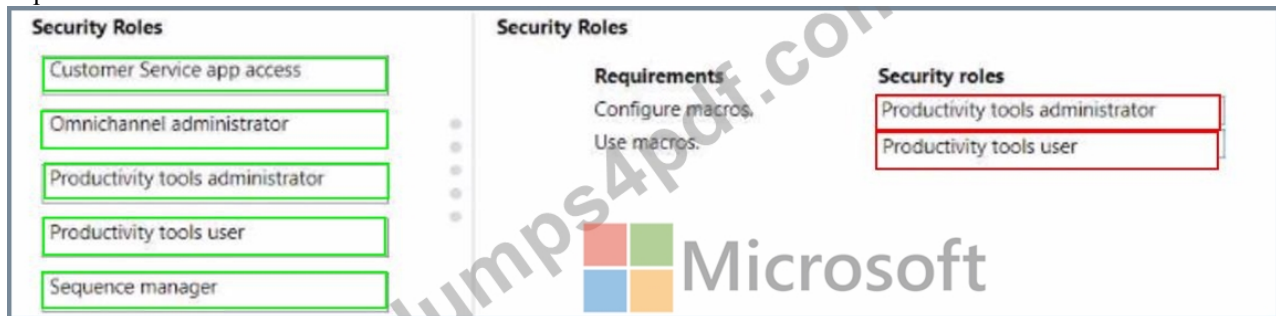 Security Roles
Customer Service app access
Omnichannel administrator
Productivity tools administrator
Productivity tools user
Sequence manager
Security Roles
Requirements Security roles
Configure macros. Productivity tools administrator
Use macros. Productivity tools user
Microsoft